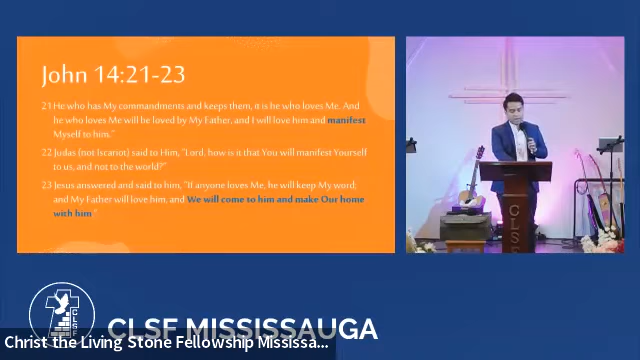 John 14:21-23
21 He who has My commandments and keeps them, it is he who loves Me. And
he who loves Me will be loved by My Father, and I will love him and manifest
Myself to him."
22 Judas (not Iscariot) said to Him, "Lord, how is it that You will manifest Yourself
to us, and not to the world?"
23 Jesus answered and said to him, "If anyone loves Me, he will keep My word;
and My Father will love him, and We will come to him and make Our home
with him
CLSF
CLSF
CLSF MISSISSAUGA
Christ the Living Stone Fellowship Mississa...